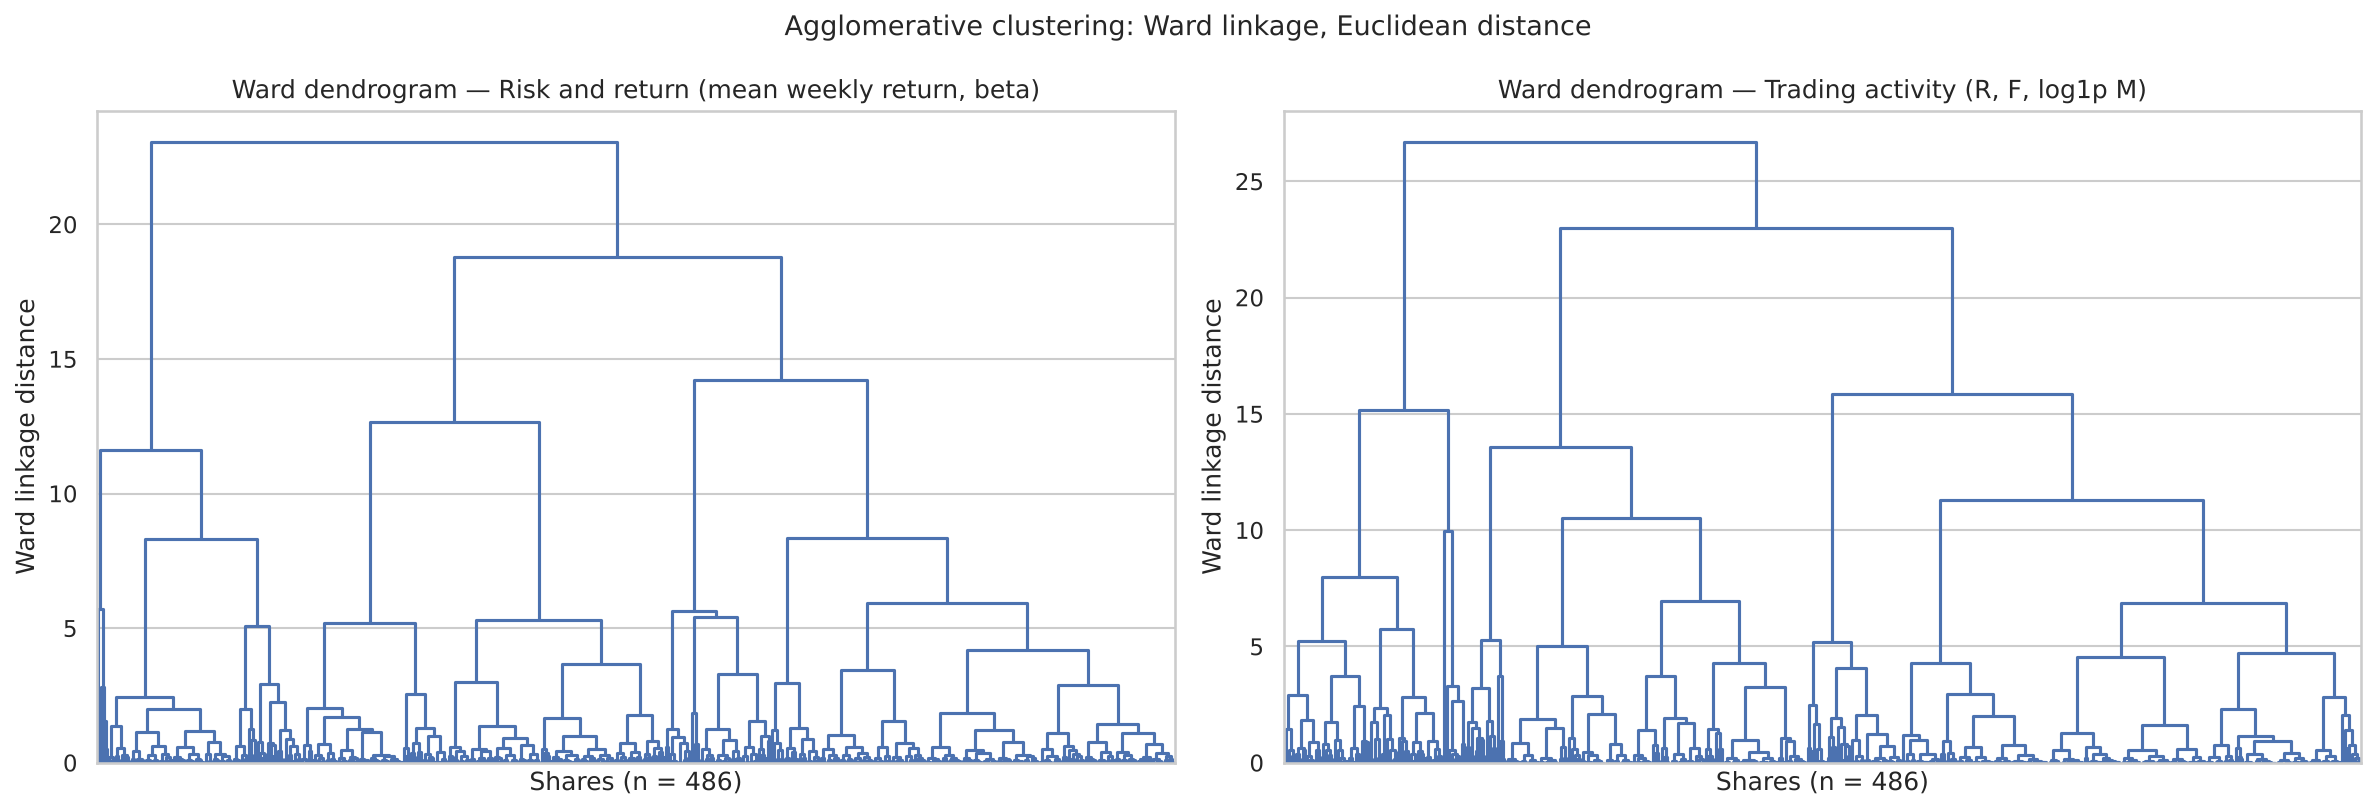 Agglomerative clustering: Ward linkage, Euclidean distance
Ward dendrogram — Risk and return (mean weekly return, beta)
Ward linkage distance
20
15
10
5
0
Shares (n = 486)
Ward dendrogram — Trading activity (R, F, log1p M)
Ward linkage distance
25
20
15
10
5
0
Shares (n = 486)